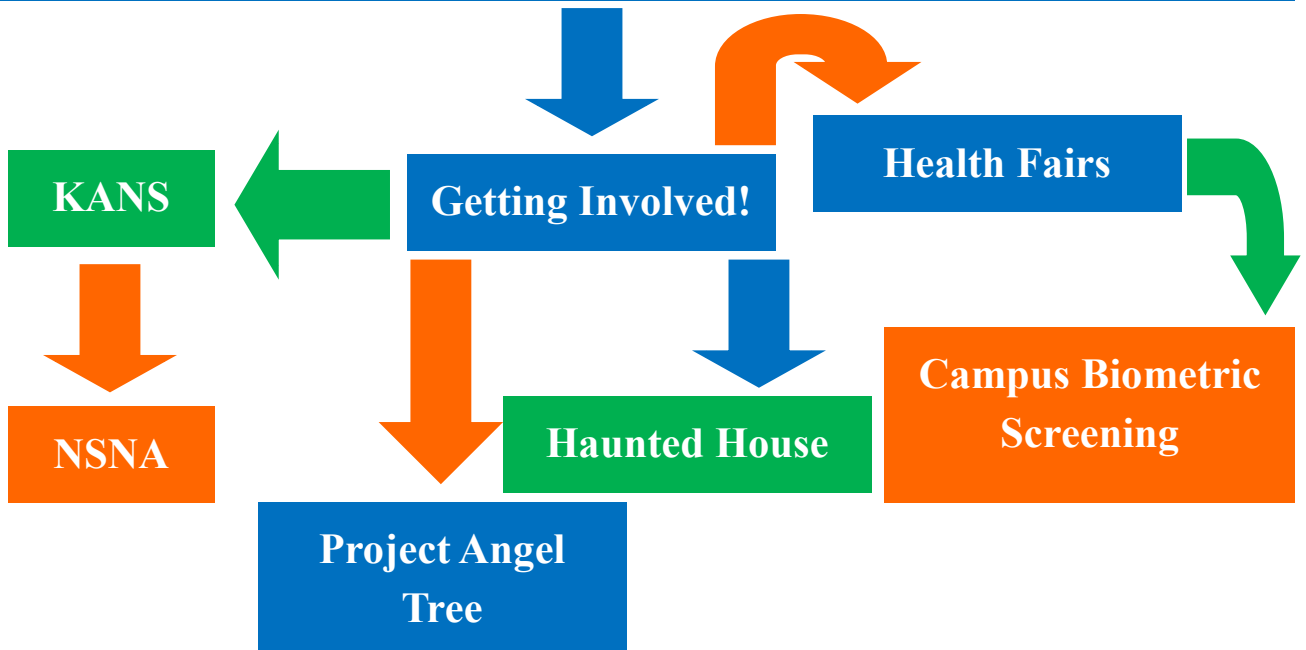 Health Fairs
KANS
Getting Involved!
Campus Biometric
Screening
NSNA
Haunted House
Project Angel
Tree